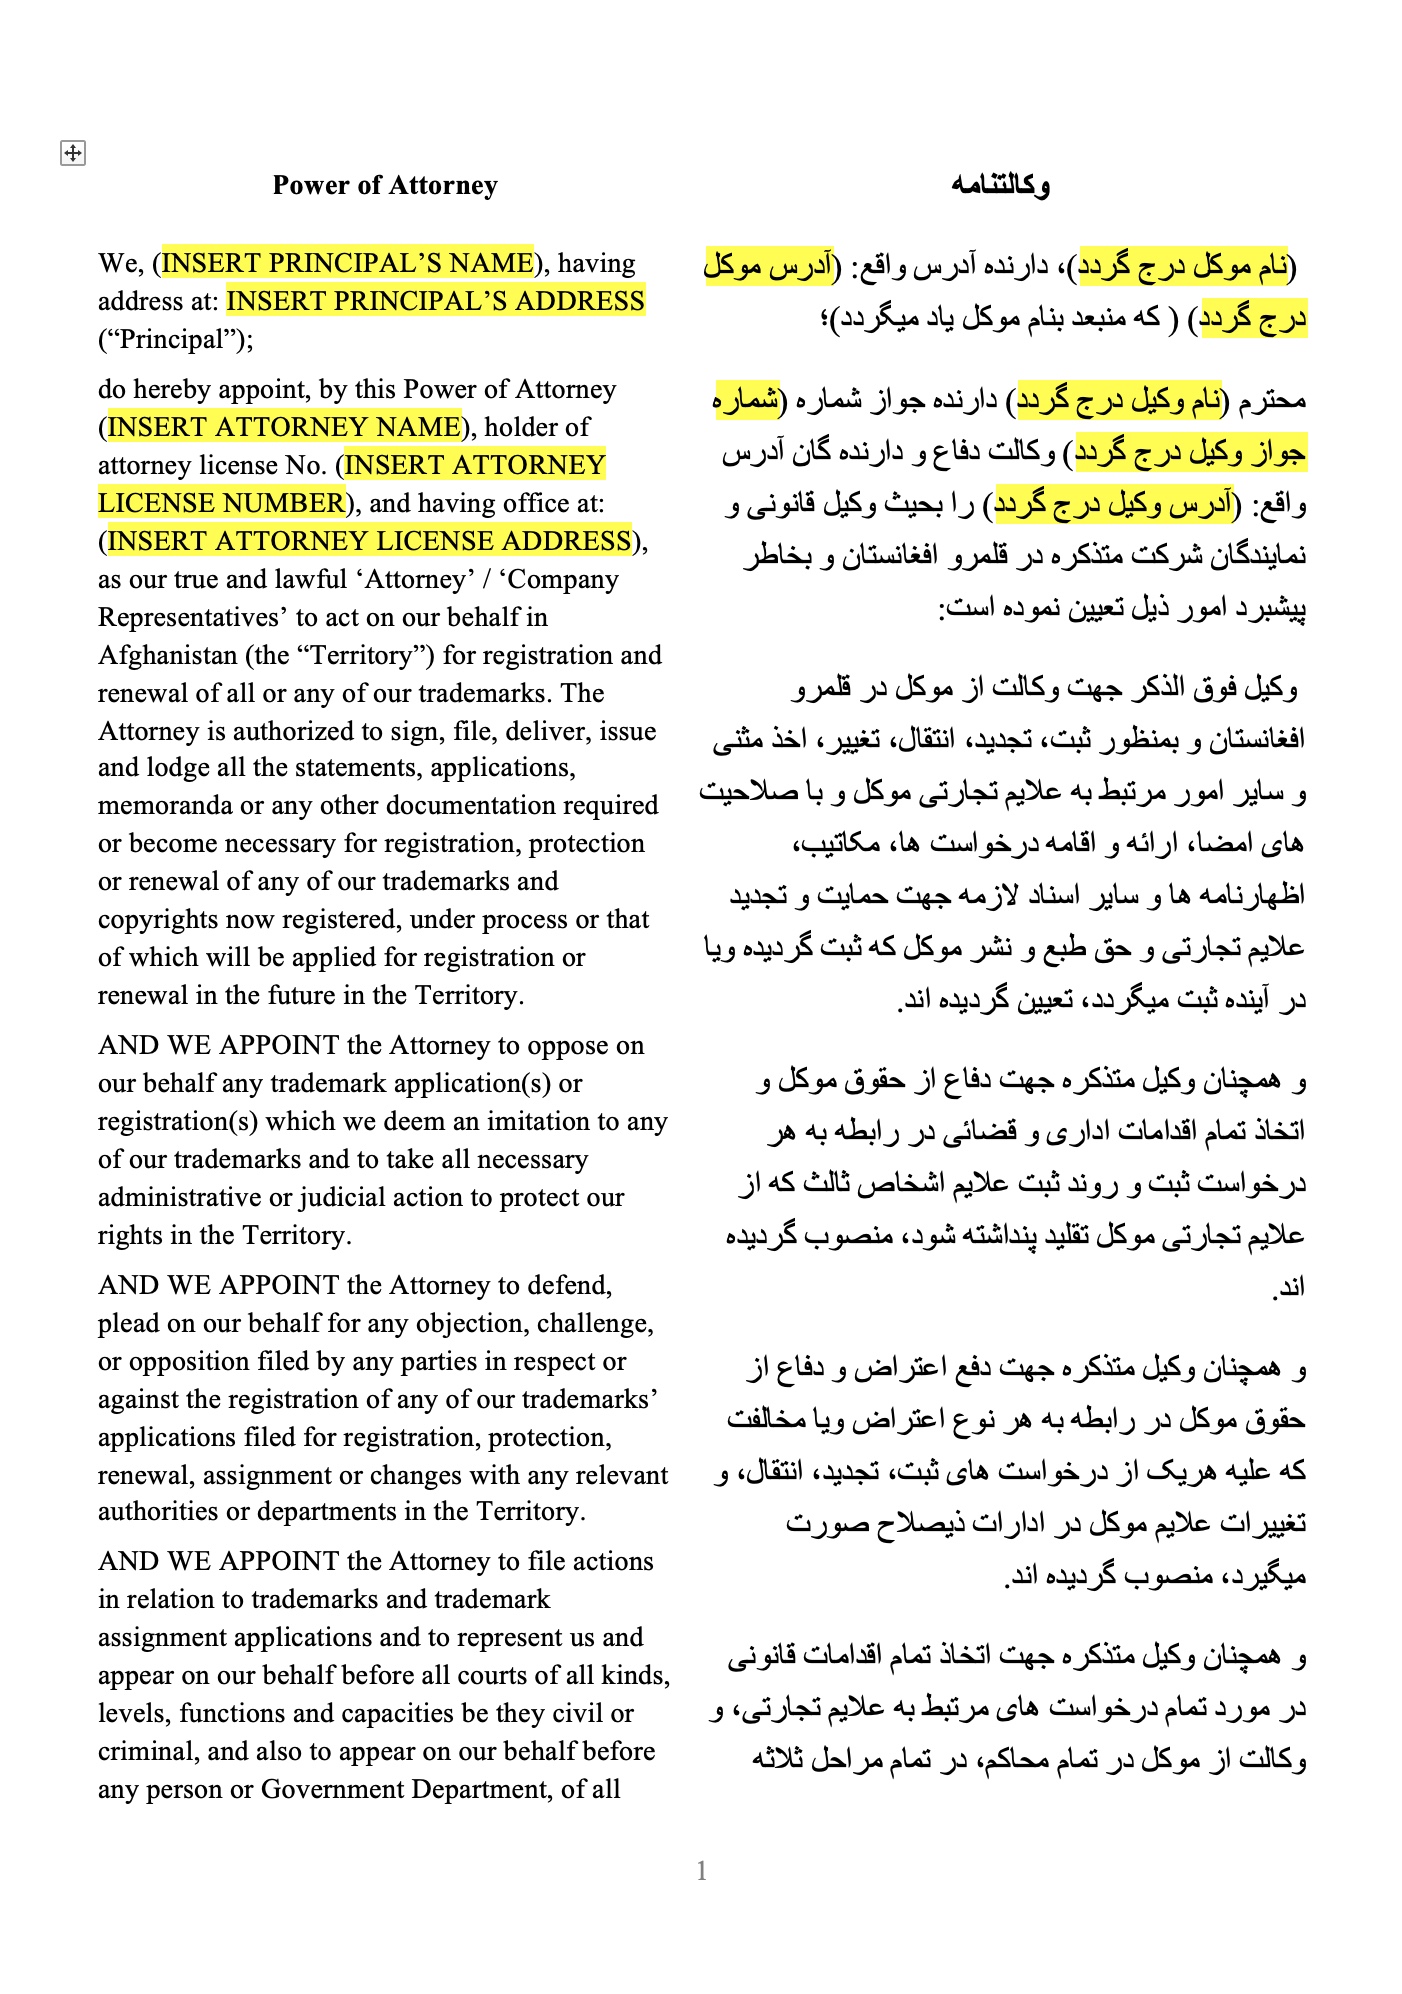 Power of Attorney
We, (INSERT PRINCIPAL’S NAME), having
address at: INSERT PRINCIPAL’S ADDRESS
(“Principal”);
do hereby appoint, by this Power of Attorney
(INSERT ATTORNEY NAME), holder of
attorney license No. (INSERT ATTORNEY
LICENSE NUMBER), and having office at:
(INSERT ATTORNEY LICENSE ADDRESS),
as our true and lawful ‘Attorney’ / ‘Company
Representatives’ to act on our behalf in
Afghanistan (the “Territory”) for registration and
renewal of all or any of our trademarks. The
Attorney is authorized to sign, file, deliver, issue
and lodge all the statements, applications,
memoranda or any other documentation required
or become necessary for registration, protection
or renewal of any of our trademarks and
copyrights now registered, under process or that
of which will be applied for registration or
renewal in the future in the Territory.
AND WE APPOINT the Attorney to oppose on
our behalf any trademark application(s) or
registration(s) which we deem an imitation to any
of our trademarks and to take all necessary
administrative or judicial action to protect our
rights in the Territory.
AND WE APPOINT the Attorney to defend,
plead on our behalf for any objection, challenge,
or opposition filed by any parties in respect or
against the registration of any of our trademarks’
applications filed for registration, protection,
renewal, assignment or changes with any relevant
authorities or departments in the Territory.
AND WE APPOINT the Attorney to file actions
in relation to trademarks and trademark
assignment applications and to represent us and
appear on our behalf before all courts of all kinds,
levels, functions and capacities be they civil or
criminal, and also to appear on our behalf before
any person or Government Department, of all
وکالتنامه
(نام موکل درج گردد)، دارنده آدرس واقع: (آدرس موکل
درج گردد) ( که منبعد بنام موکل یاد میگردد)؛
محترم (نام وکیل درج گردد) دارنده جواز شماره (شماره
جواز وکیل درج گردد) وکالت دفاع و دارنده گان آدرس
واقع: (آدرس وکیل درج گردد) را بحیث وکیل قانونی و
نمایندگان شرکت متذکره در قلمرو افغانستان و بخاطر
پیشبرد امور ذیل تعیین نموده است:
وکیل فوق الذکر جهت وکالت از موکل در قلمرو
افغانستان و بمنظور ثبت، تجدید، انتقال، تغییر، اخذ مثنی
و سایر امور مرتبط به علایم تجارتی موکل و با صلاحیت
های امضا، ارائه و اقامه درخواست ها، مکاتیب،
اظهارنامه ها و سایر اسناد لازمه جهت حمایت و تجدید
علایم تجارتی و حق طبع و نشر موکل که ثبت گردیده ویا
در آینده ثبت میگردد، تعیین گردیده اند.
و همچنان وکیل متذکره جهت دفاع از حقوق موکل و
اتخاذ تمام اقدامات اداری و قضائی در رابطه به هر
درخواست ثبت و روند ثبت علایم اشخاص ثالث که از
علایم تجارتی موکل تقلید پنداشته شود، منصوب گردیده
اند.
و همچنان وکیل متذکره جهت دفع اعتراض و دفاع از
حقوق موکل در رابطه به هر نوع اعتراض ویا مخالفت
که علیه هریک از درخواست های ثبت، تجدید، انتقال، و
تغییرات علایم موکل در ادارات ذیصلاح صورت
میگیرد، منصوب گردیده اند.
و همچنان وکیل متذکره جهت اتخاذ تمام اقدامات قانونی
در مورد تمام درخواست های مرتبط به علایم تجارتی، و
وکالت از موکل در تمام محاکم، در تمام مراحل ثلاثه
1